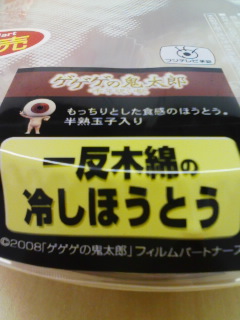 売
ゲゲゲの鬼太郎
もっちりとした食感のほうとう。
半熟玉子入り
一反木綿の
冷しほうとう
©2008「ゲゲゲの鬼太郎」フィルムパートナーズ